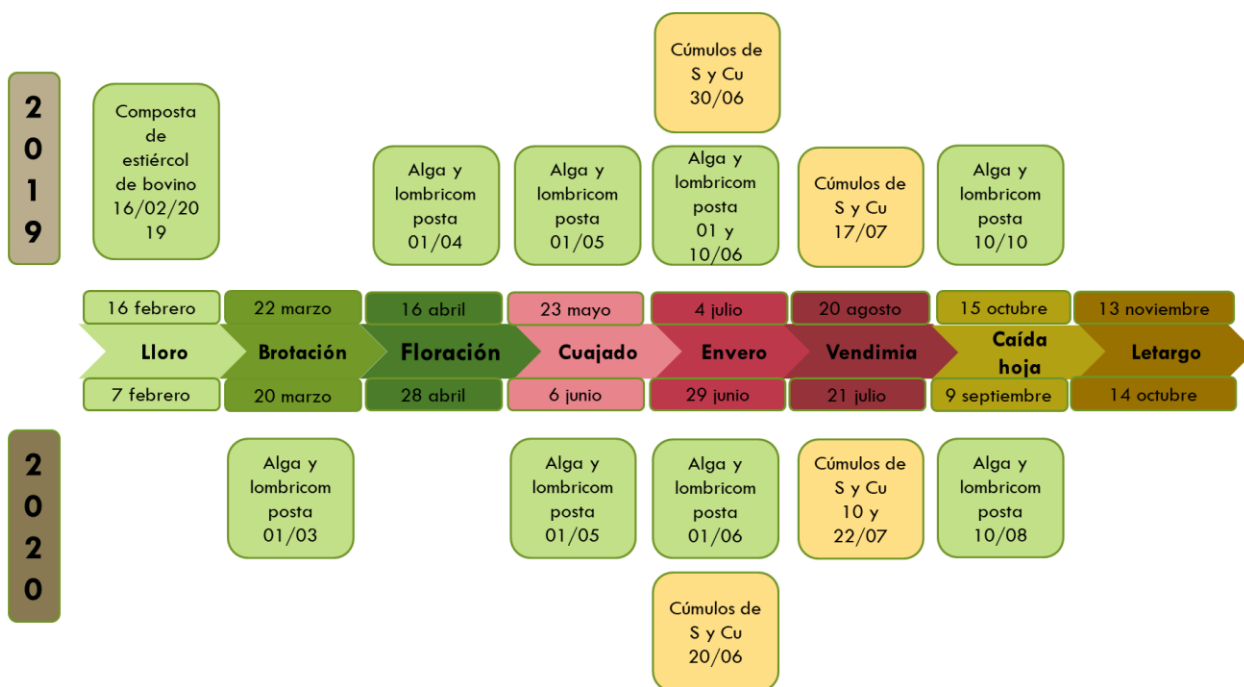 2
0
1
9
Composta
de
estiércol
de bovino
16/02/20
19
Alga y
lombricom
posta
01/04
Alga y
lombricom
posta
01/05
Cúmulos de
S y Cu
30/06
Alga y
lombricom
posta
01 y
10/06
Cúmulos de
S y Cu
17/07
Alga y
lombricom
posta
10/10
16 febrero
22 marzo
16 abril
23 mayo
4 julio
20 agosto
15 octubre
13 noviembre
Lloro
Brotación
Floración
Cuajado
Envero
Vendimia
Caída
hoja
Letargo
7 febrero
20 marzo
28 abril
6 junio
29 junio
21 julio
9 septiembre
14 octubre
2
0
2
0
Alga y
lombricom
posta
01/03
Alga y
lombricom
posta
01/05
Alga y
lombricom
posta
01/06
Cúmulos de
S y Cu
20/06
Cúmulos de
S y Cu
10 y
22/07
Alga y
lombricom
posta
10/08